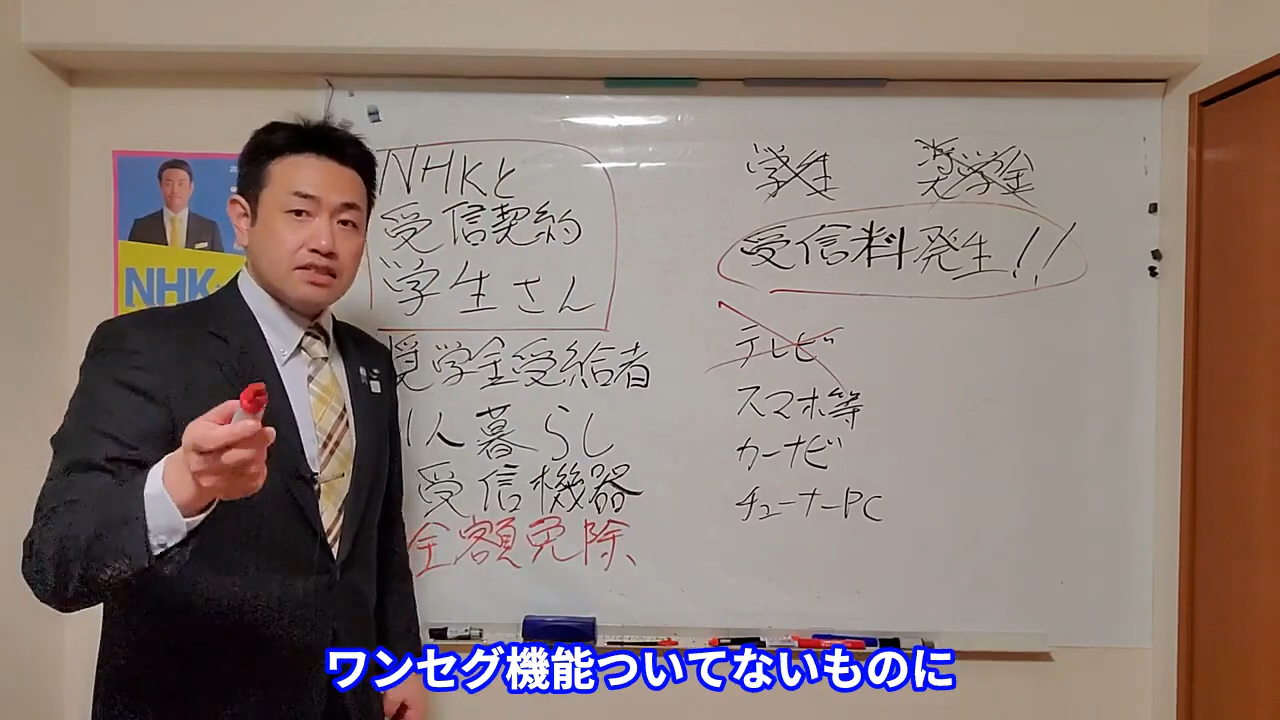 NHK
NHKと
受信契約
学生さん
奨学金受給者
1人暮らし
受信機器
全額免除
学生 奨学金
受信料発生!!
テレビ
スマホ等
カーナビ
チューナーPC
ワンセグ機能ついてないものに